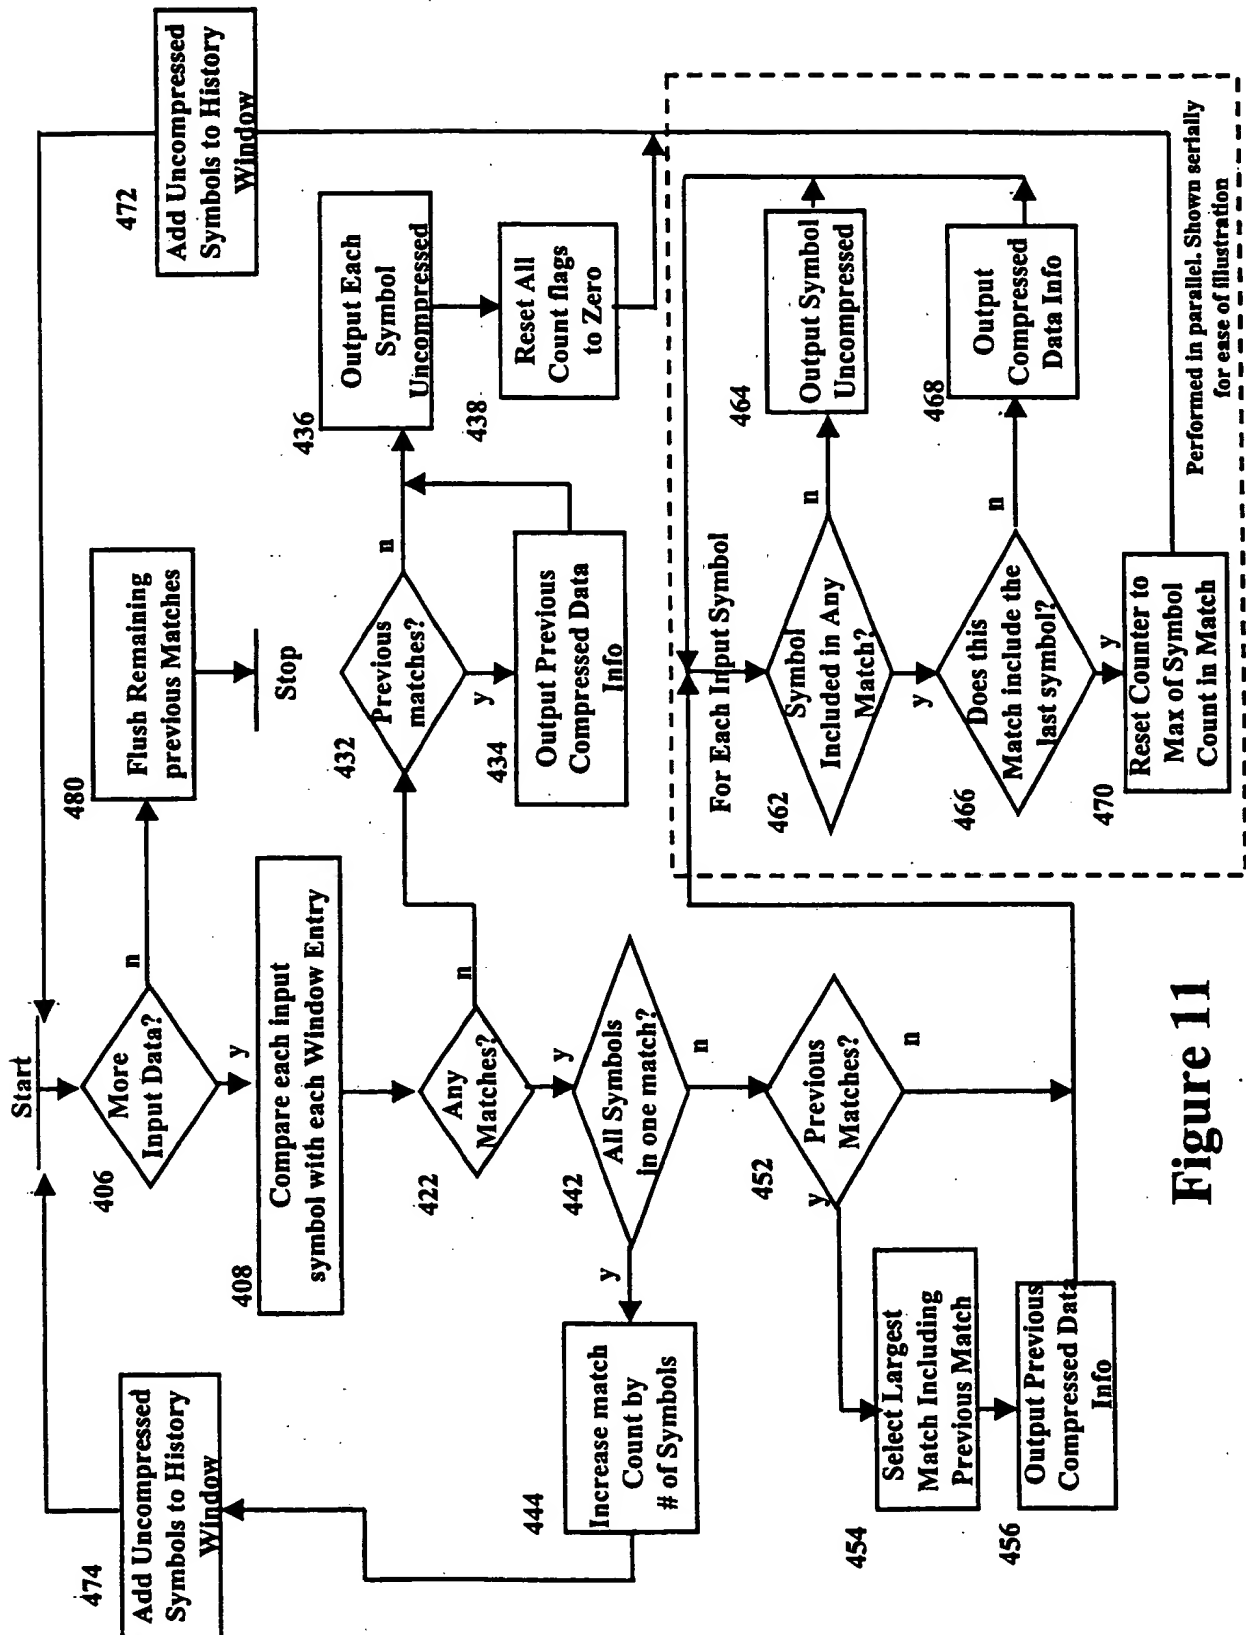 Start
More
Input Data?
406
n
y
480
Flush Remaining
previous Matches
Stop
472
Add Uncompressed
Symbols to History
Window
474
Add Uncompressed
Symbols to History
Window
408
Compare each input
symbol with each Window Entry
422
Any
Matches?
n
y
432
Previous
matches?
n
y
434
Output Previous
Compressed Data
Info
436
Output Each
Symbol
Uncompressed
438
Reset All
Count flags
to Zero
442
All Symbols
in one match?
y
n
444
Increase match
Count by
# of Symbols
452
Previous
Matches?
y
n
454
Select Largest
Match Including
Previous Match
456
Output Previous
Compressed Data
Info
For Each Input Symbol
462
Symbol
Included in Any
Match?
n
y
464
Output Symbol
Uncompressed
466
Does this
Match include the
last symbol?
n
y
468
Output
Compressed
Data Info
470
Reset Counter to
Max of Symbol
Count in Match
Performed in parallel. Shown serially
for ease of illustration
Figure 11